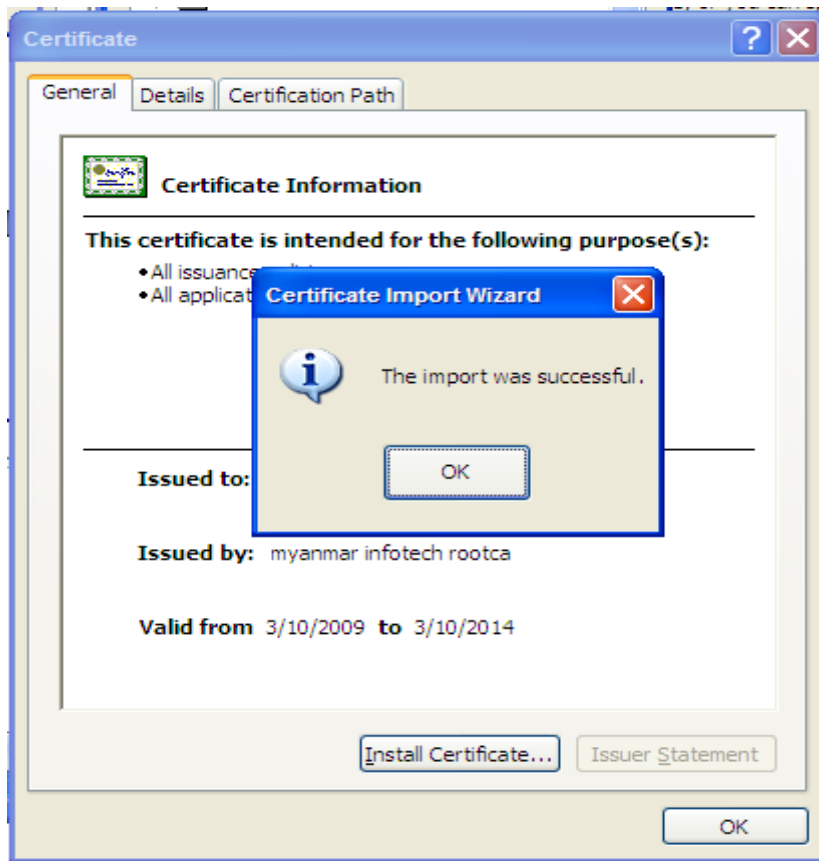 Certificate
General
Details
Certification Path
Certificate Information
This certificate is intended for the following purpose(s):
•All issuance
•All applicat
Certificate Import Wizard
The import was successful.
OK
Issued to:
Issued by: myanmar infotech rootca
Valid from 3/10/2009 to 3/10/2014
Install Certificate...
Issuer Statement
OK